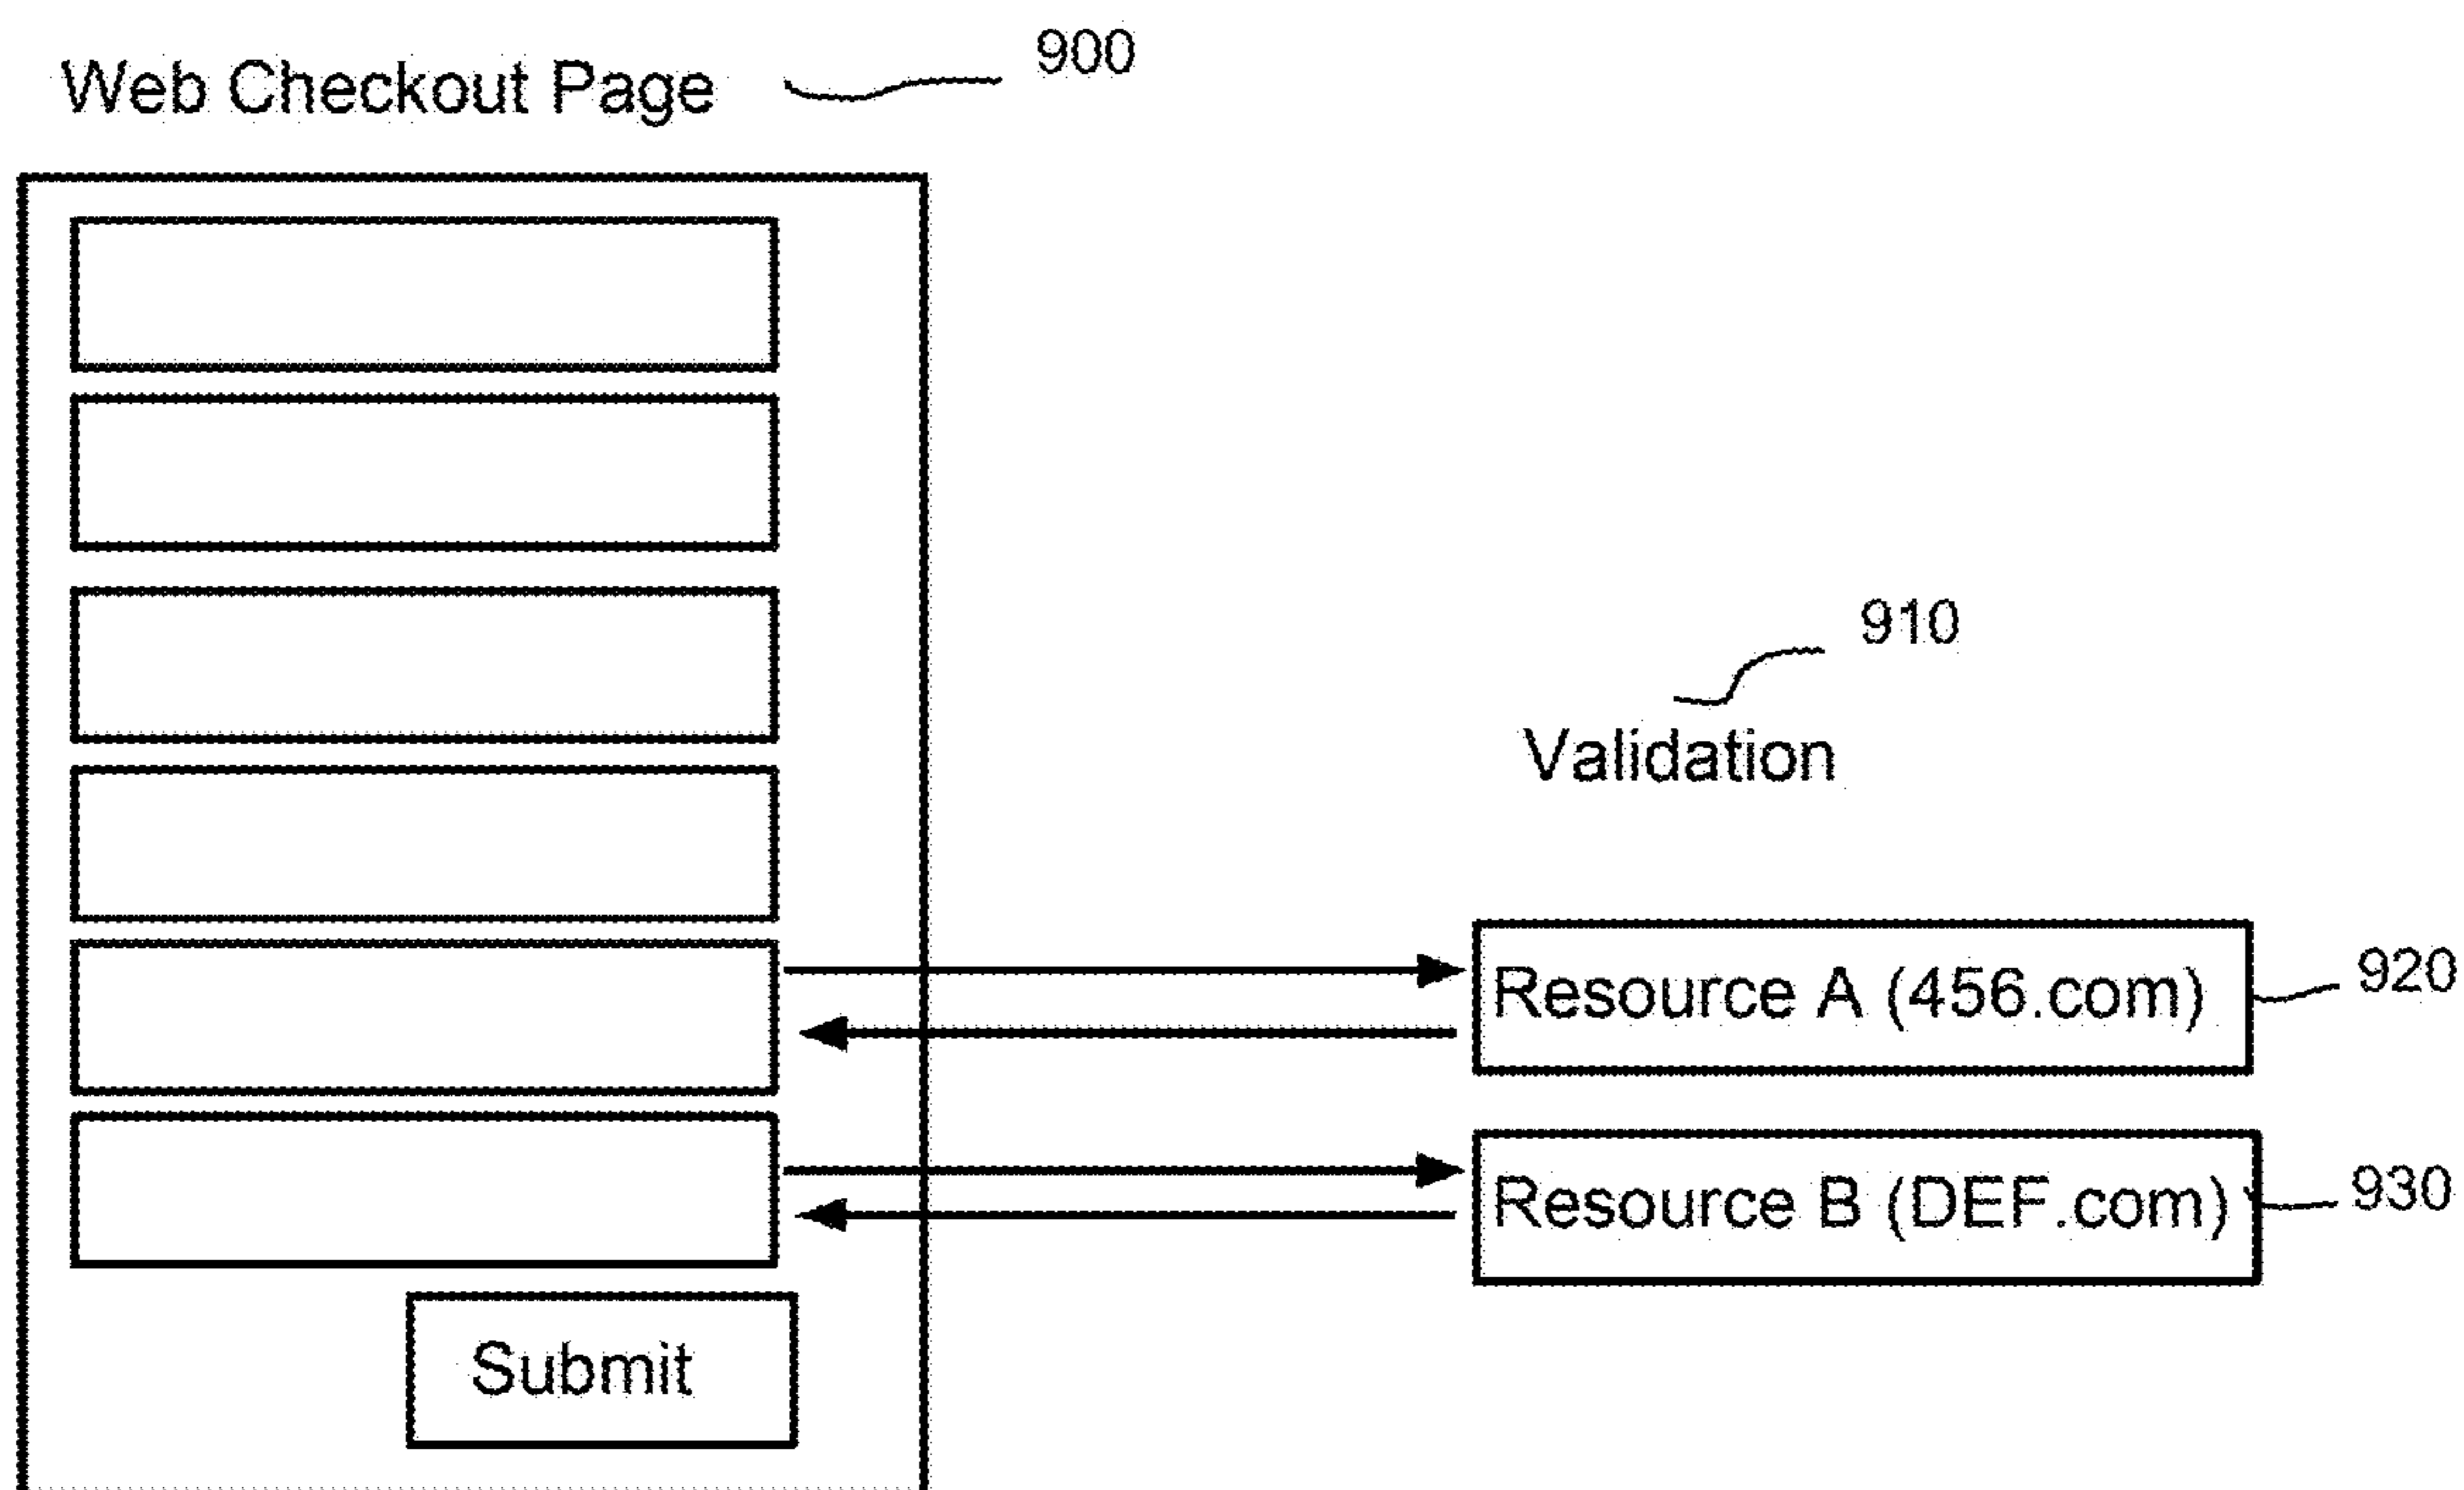 Web Checkout Page
900
910
Validation
Resource A (456.com)
920
Resource B (DEF.com)
930
Submit